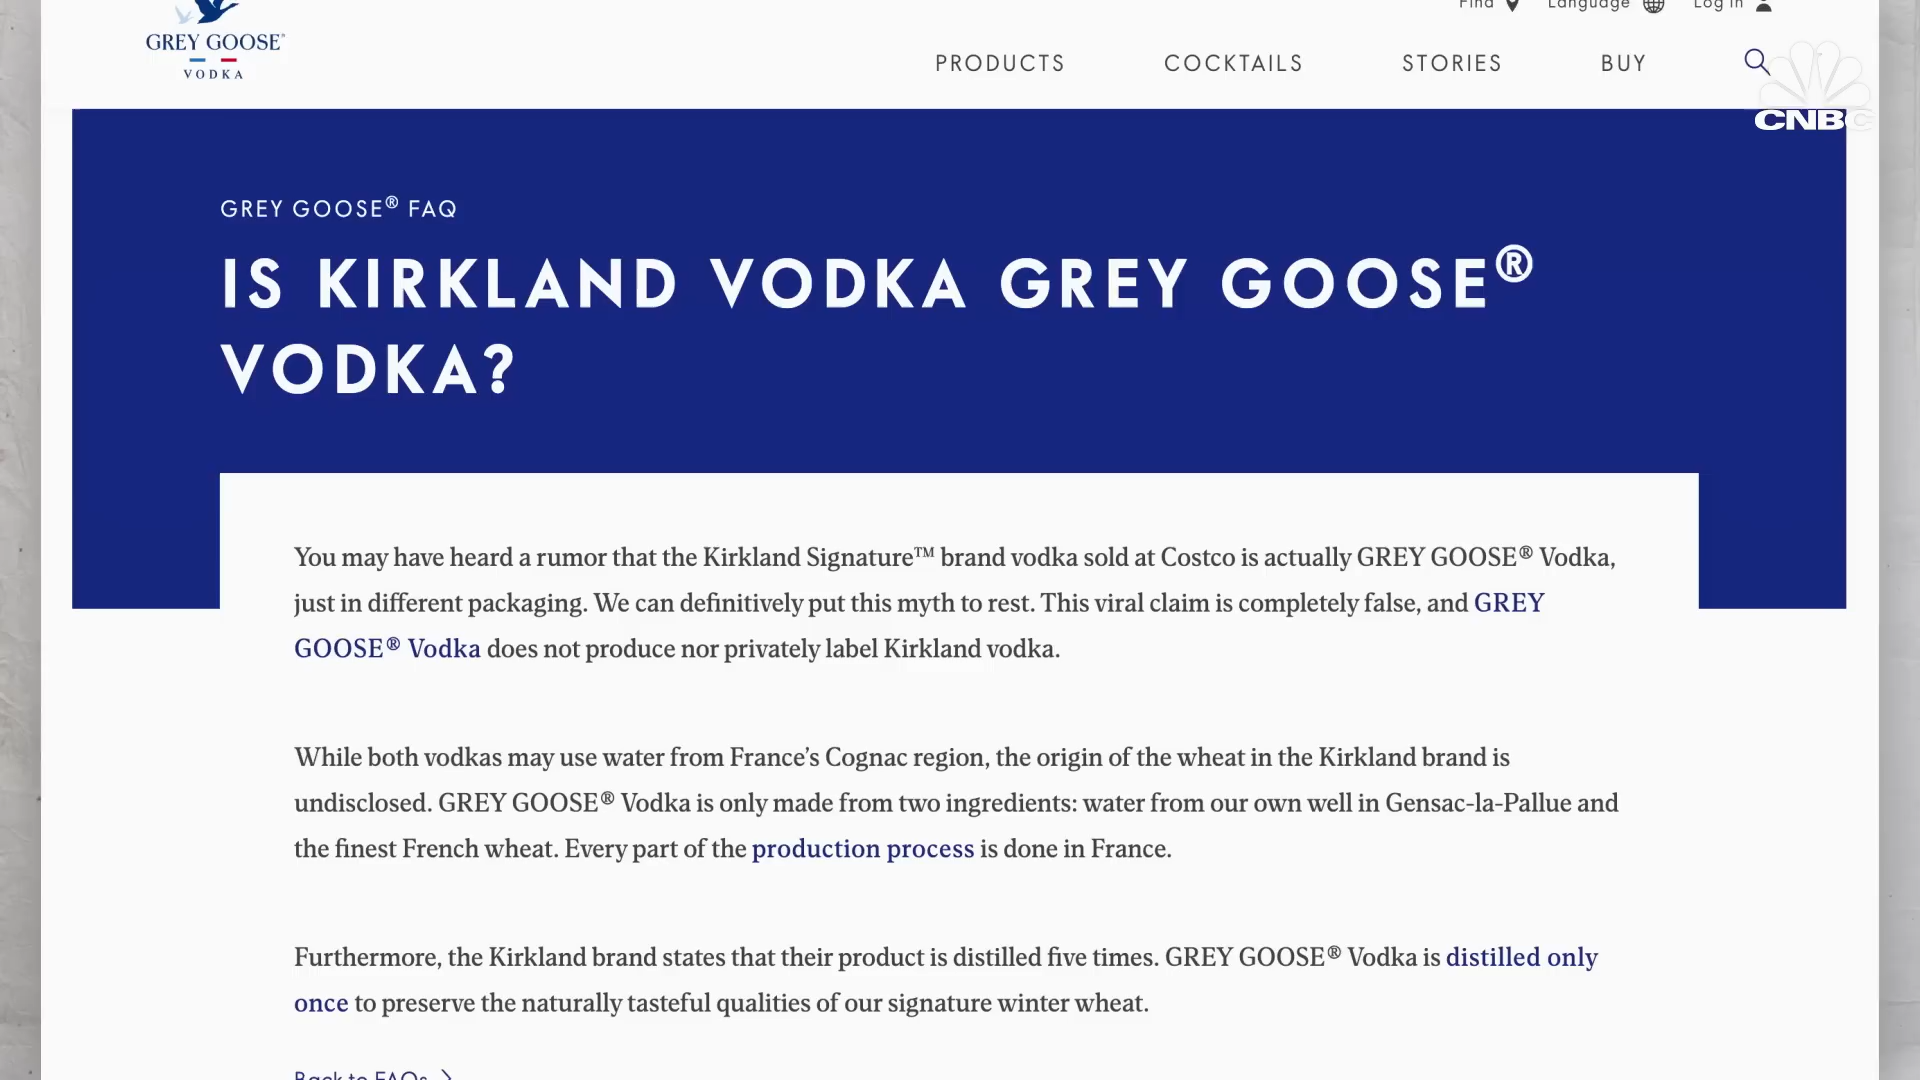 Find Language Log In
GREY GOOSE®
VODKA
PRODUCTS COCKTAILS STORIES BUY
CNBC
GREY GOOSE® FAQ
IS KIRKLAND VODKA GREY GOOSE®
VODKA?
You may have heard a rumor that the Kirkland Signature™ brand vodka sold at Costco is actually GREY GOOSE® Vodka,
just in different packaging. We can definitively put this myth to rest. This viral claim is completely false, and GREY
GOOSE® Vodka does not produce nor privately label Kirkland vodka.
While both vodkas may use water from France’s Cognac region, the origin of the wheat in the Kirkland brand is
undisclosed. GREY GOOSE® Vodka is only made from two ingredients: water from our own well in Gensac-la-Pallue and
the finest French wheat. Every part of the production process is done in France.
Furthermore, the Kirkland brand states that their product is distilled five times. GREY GOOSE® Vodka is distilled only
once to preserve the naturally tasteful qualities of our signature winter wheat.
Back to FAQs